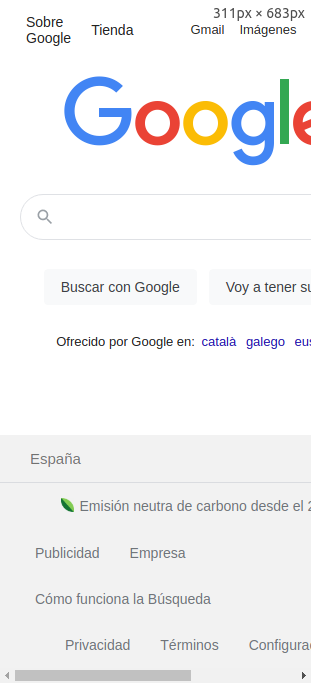 311px × 683px
Sobre Google
Tienda
Gmail
Imágenes
Google
Buscar con Google
Voy a tener su
Ofrecido por Google en: català galego eus
España
Emisión neutra de carbono desde el 2
Publicidad
Empresa
Cómo funciona la Búsqueda
Privacidad
Términos
Configurac